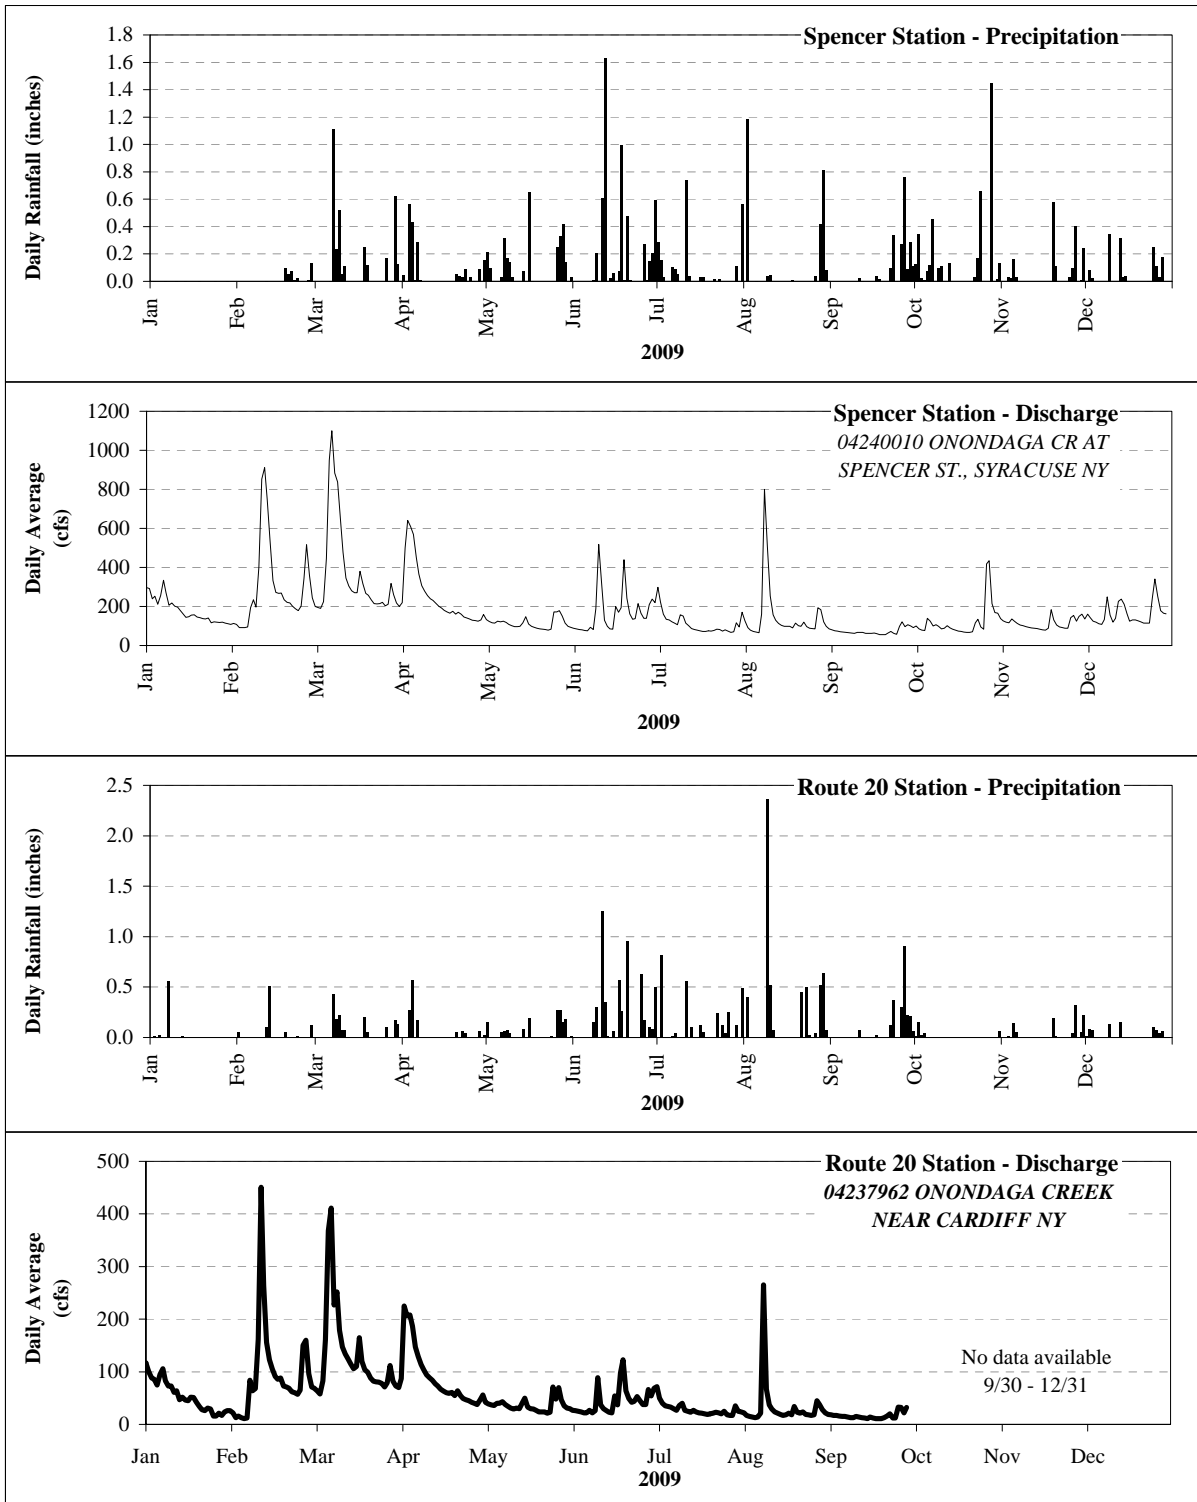 Spencer Station - Precipitation
Daily Rainfall (inches)
1.8
1.6
1.4
1.2
1.0
0.8
0.6
0.4
0.2
0.0
Jan Feb Mar Apr May Jun Jul Aug Sep Oct Nov Dec
2009
Spencer Station - Discharge
04240010 ONONDAGA CR AT
SPENCER ST., SYRACUSE NY
Daily Average
(cfs)
1200
1000
800
600
400
200
0
Jan Feb Mar Apr May Jun Jul Aug Sep Oct Nov Dec
2009
Route 20 Station - Precipitation
Daily Rainfall (inches)
2.5
2.0
1.5
1.0
0.5
0.0
Jan Feb Mar Apr May Jun Jul Aug Sep Oct Nov Dec
2009
Route 20 Station - Discharge
04237962 ONONDAGA CREEK
NEAR CARDIFF NY
Daily Average
(cfs)
500
400
300
200
100
0
No data available
9/30 - 12/31
Jan Feb Mar Apr May Jun Jul Aug Sep Oct Nov Dec
2009